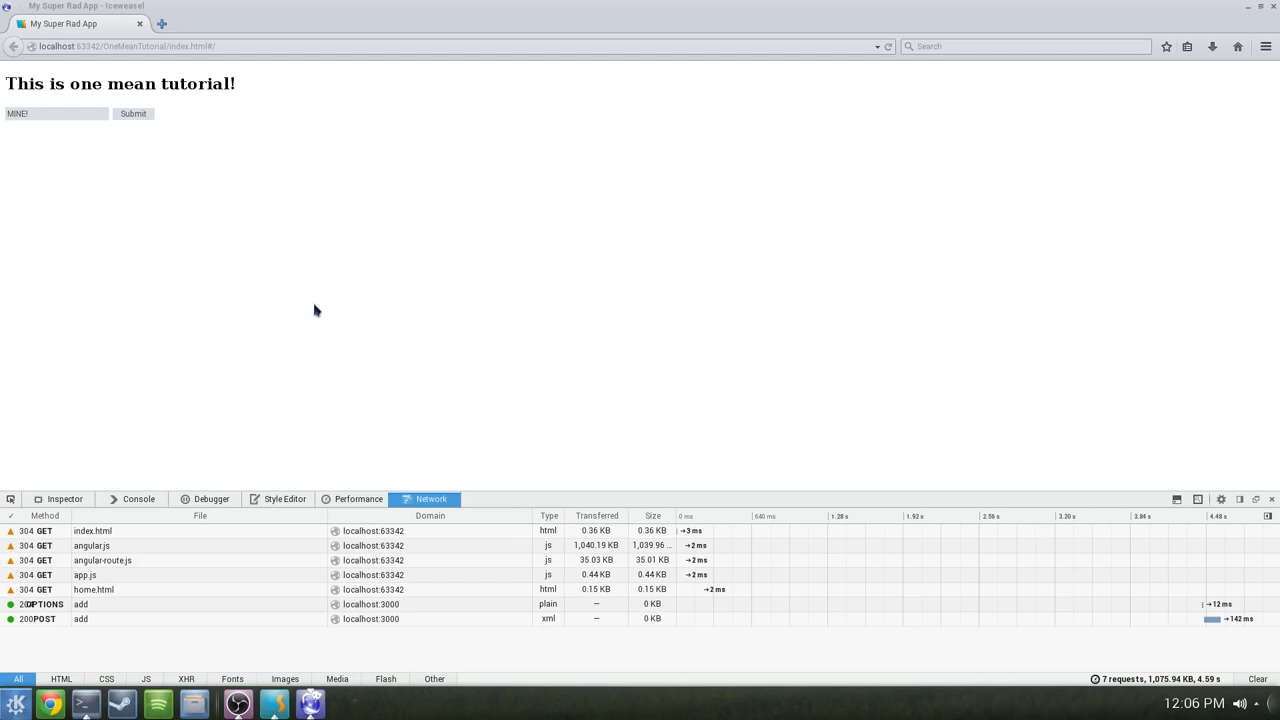 My Super Rad App - Iceweasel
My Super Rad App
localhost:63342/OneMeanTutorial/index.html#/
Search
This is one mean tutorial!
MINE!
Submit
Inspector Console Debugger Style Editor Performance Network
✓ Method File Domain Type Transferred Size 0 ms 640 ms 1.28 s 1.92 s 2.56 s 3.20 s 3.84 s 4.48 s
304 GET index.html localhost:63342 html 0.36 KB 0.36 KB → 3 ms
304 GET angular.js localhost:63342 js 1,040.19 KB 1,039.96 ... → 2 ms
304 GET angular-route.js localhost:63342 js 35.03 KB 35.01 KB → 2 ms
304 GET app.js localhost:63342 js 0.44 KB 0.44 KB → 2 ms
304 GET home.html localhost:63342 html 0.15 KB 0.15 KB → 2 ms
OPTIONS add localhost:3000 plain — 0 KB → 12 ms
200 POST add localhost:3000 xml — 0 KB → 142 ms
All HTML CSS JS XHR Fonts Images Media Flash Other 7 requests, 1,075.94 KB, 4.59 s Clear
12:06 PM